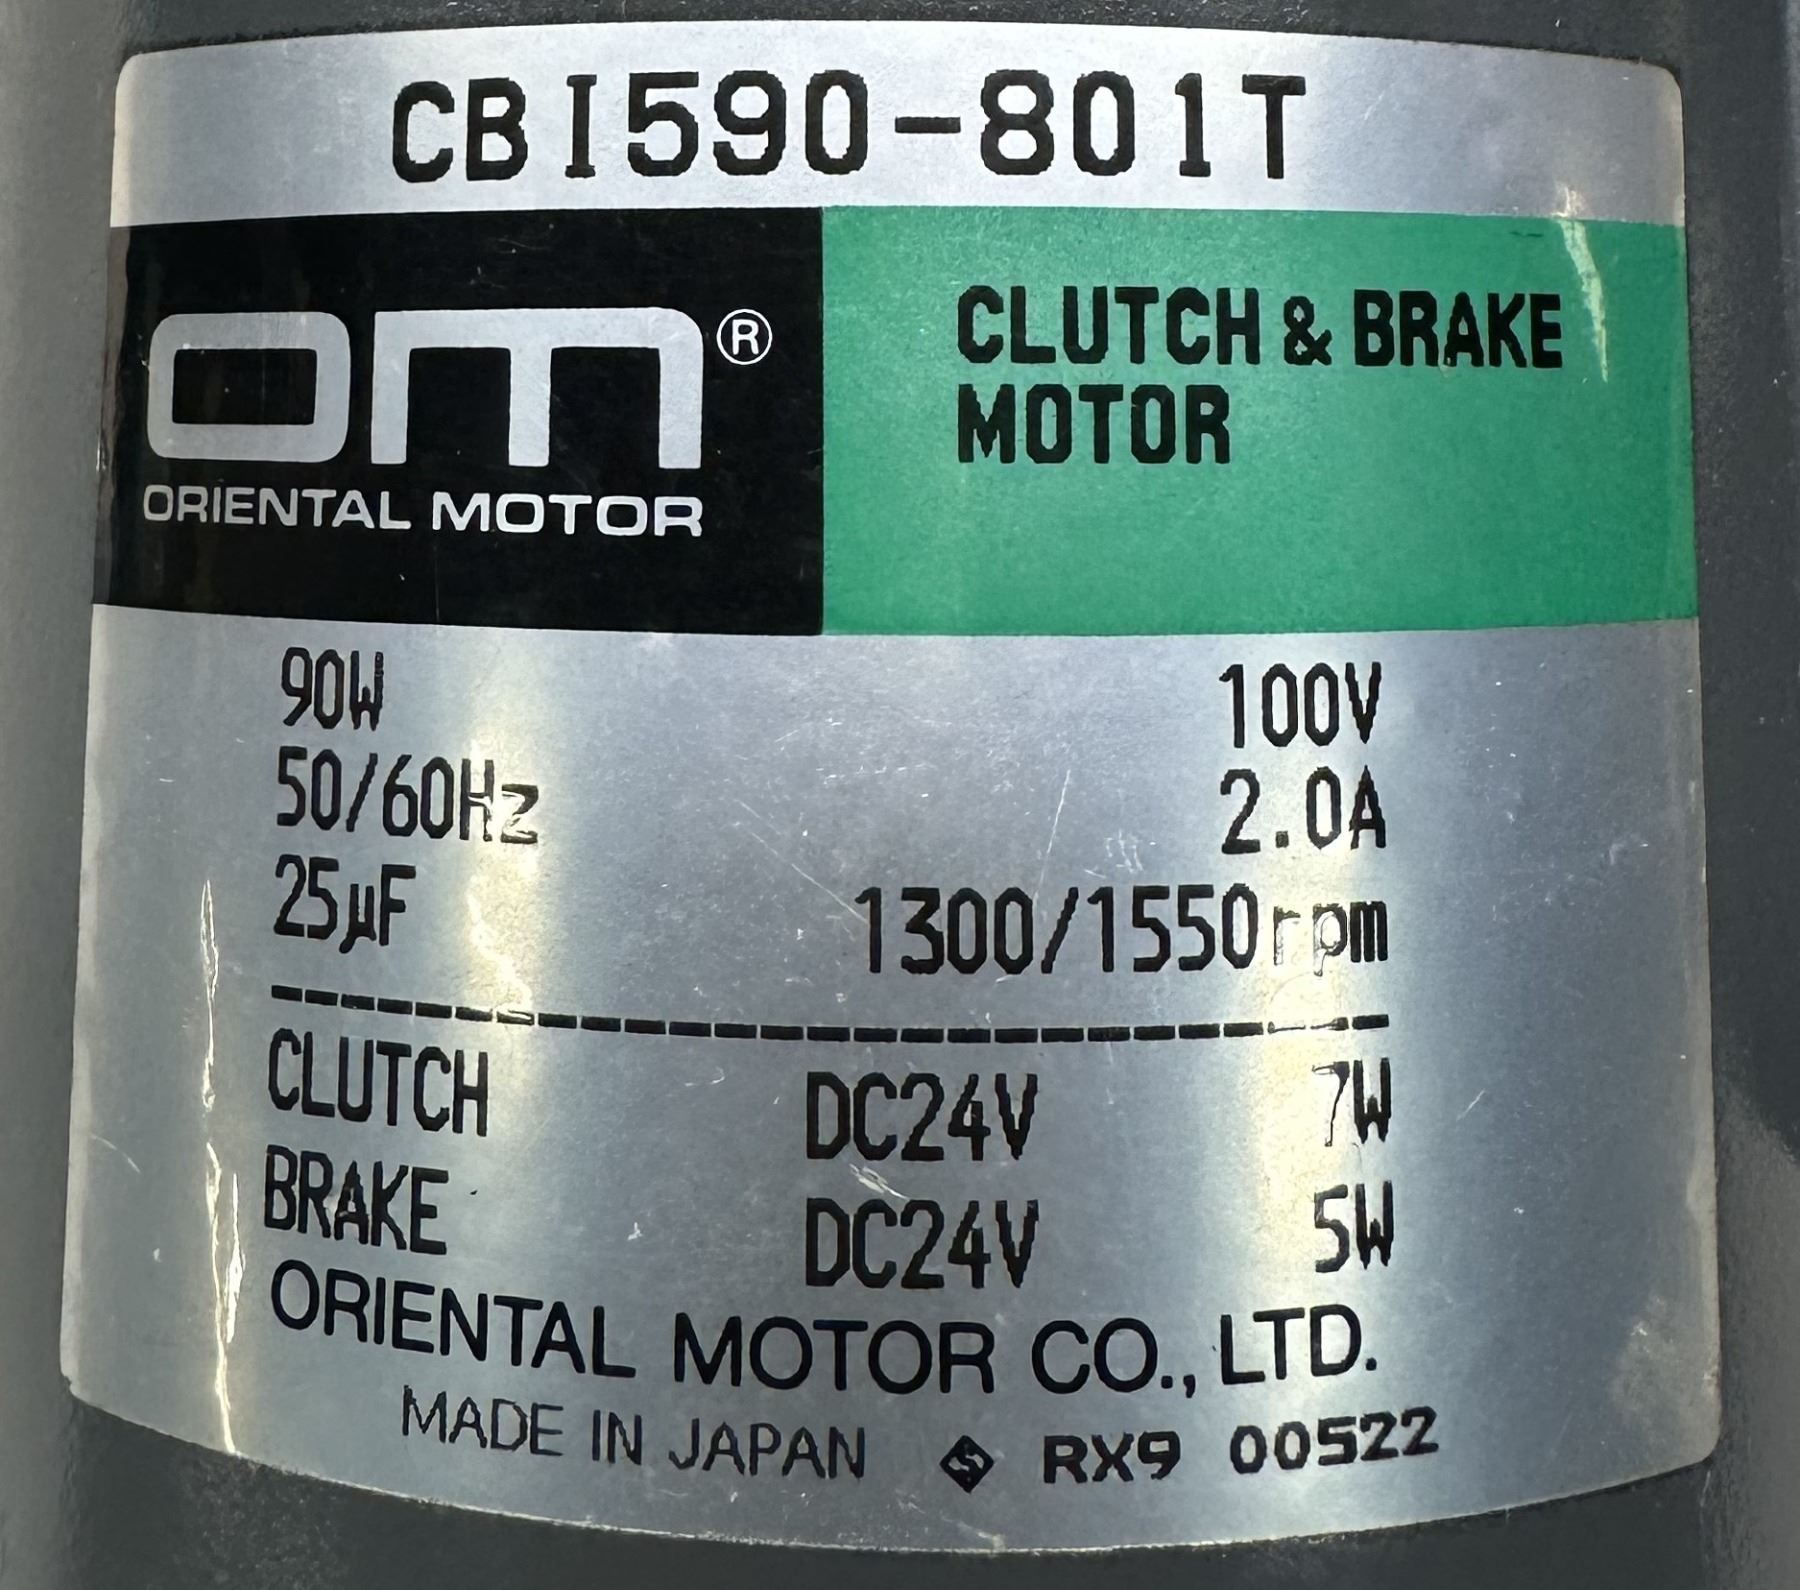 CBI590-801T
om®
ORIENTAL MOTOR
CLUTCH & BRAKE
MOTOR
90W 100V
50/60Hz 2.0A
25μF 1300/1550rpm
CLUTCH DC24V 7W
BRAKE DC24V 5W
ORIENTAL MOTOR CO., LTD.
MADE IN JAPAN S RX9 00522